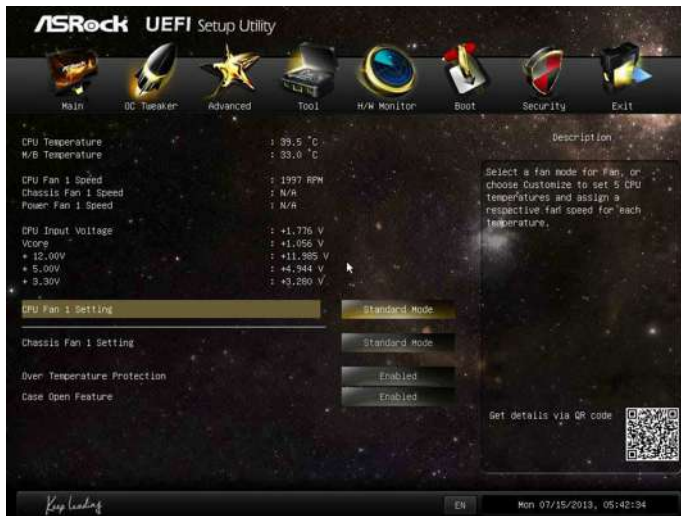 ASRock UEFI Setup Utility
Main OC Tweaker Advanced Tool H/W Monitor Boot Security Exit
CPU Temperature : 39.5 °C
M/B Temperature : 33.0 °C
CPU Fan 1 Speed : 1997 RPM
Chassis Fan 1 Speed : N/A
Power Fan 1 Speed : N/A
CPU Input Voltage : +1.776 V
Vcore : +1.056 V
+ 12.00V : +11.985 V
+ 5.00V : +4.944 V
+ 3.30V : +3.280 V
CPU Fan 1 Setting Standard Mode
Chassis Fan 1 Setting Standard Mode
Over Temperature Protection Enabled
Case Open Feature Enabled
Description
Select a fan mode for Fan, or
choose Customize to set 5 CPU
temperatures and assign a
respective fan speed for each
temperature.
Get details via QR code
Keep Leading
EN Mon 07/15/2013, 05:42:34